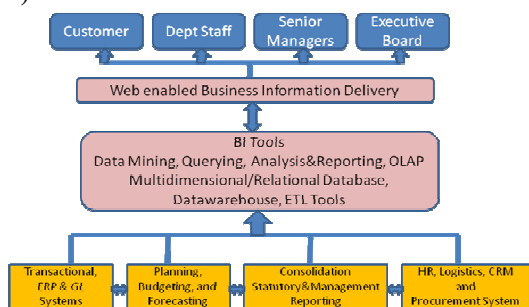 )
Customer
Dept Staff
Senior
Managers
Executive
Board
Web enabled Business Information Delivery
BI Tools
Data Mining, Querying, Analysis&Reporting, OLAP
Multidimensional/Relational Database,
Datawarehouse, ETL Tools
Transactional,
ERP & GL
Systems
Planning,
Budgeting, and
Forecasting
Consolidation
Statutory&Management
Reporting
HR, Logistics, CRM
and
Procurement System